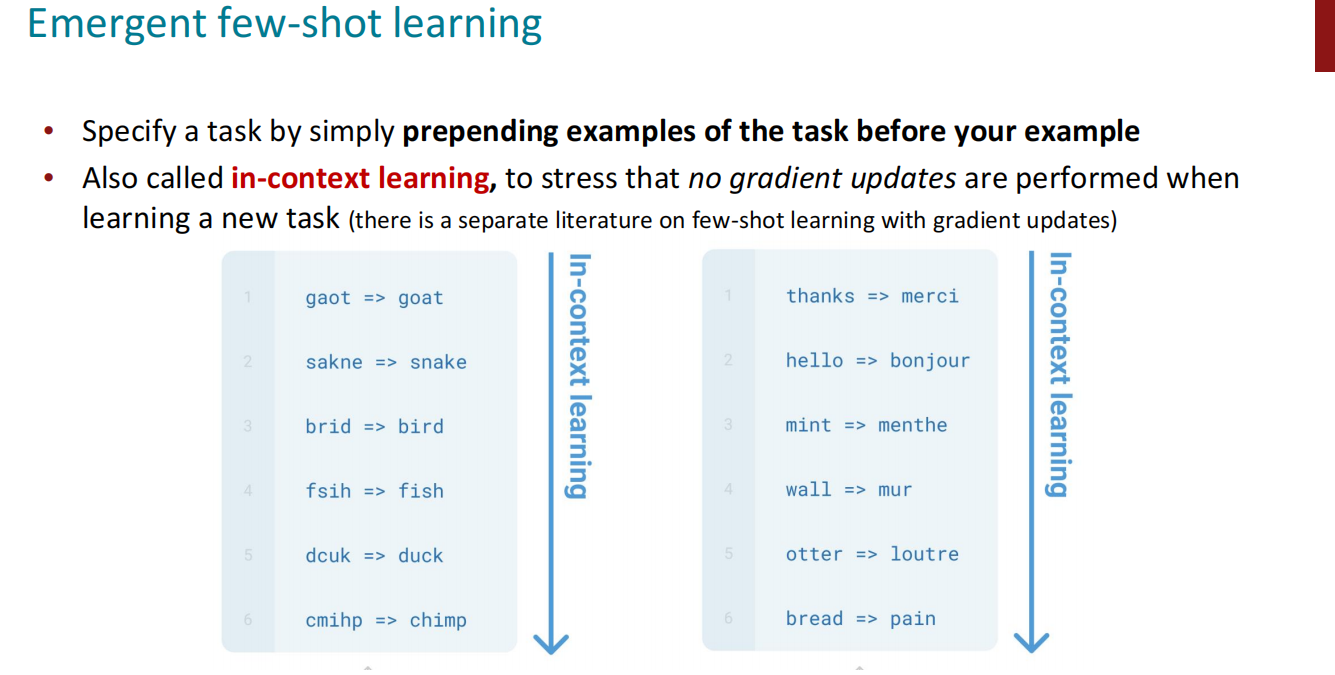 Emergent few-shot learning
• Specify a task by simply prepending examples of the task before your example
• Also called in-context learning, to stress that no gradient updates are performed when
learning a new task (there is a separate literature on few-shot learning with gradient updates)
1 gaot => goat
2 sakne => snake
3 brid => bird
4 fsih => fish
5 dcuk => duck
6 cmihp => chimp
In-context learning
1 thanks => merci
2 hello => bonjour
3 mint => menthe
4 wall => mur
5 otter => loutre
6 bread => pain
In-context learning